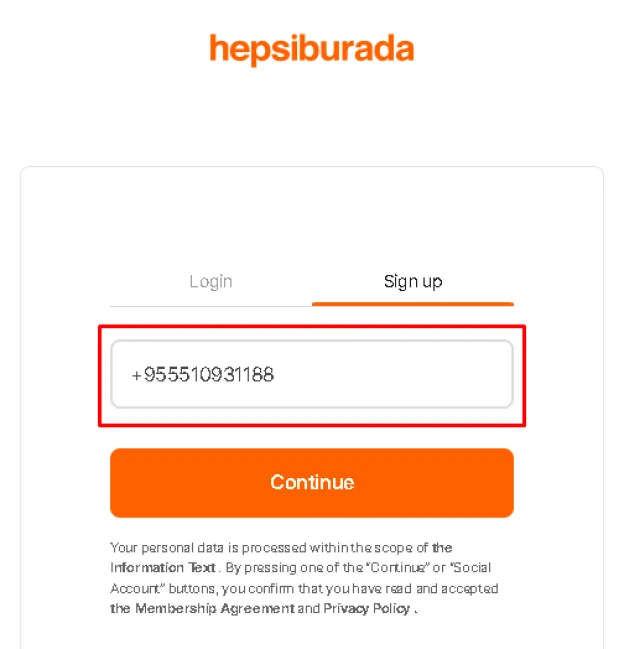 hepsiburada
Login
Sign up
+955510931188
Continue
Your personal data is processed within the scope of the
Information Text . By pressing one of the "Continue" or "Social
Account" buttons, you confirm that you have read and accepted
the Membership Agreement and Privacy Policy .